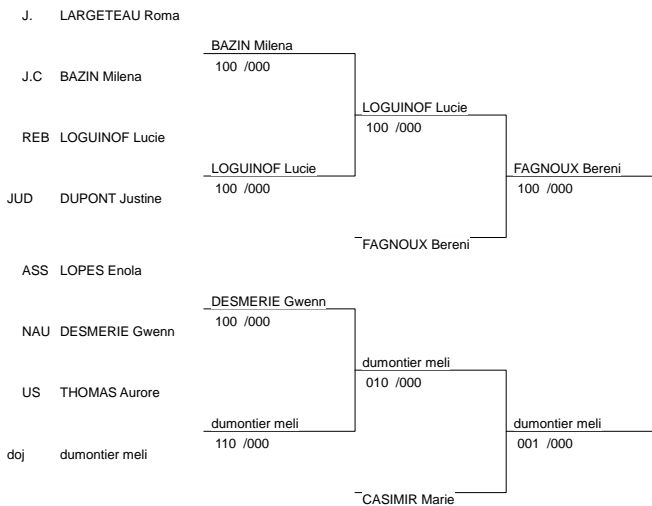 J. LARGETEAU Roma
BAZIN Milena
100 /000
J.C BAZIN Milena
LOGUINOF Lucie
100 /000
REB LOGUINOF Lucie
LOGUINOF Lucie
100 /000
FAGNOUX Bereni
100 /000
JUD DUPONT Justine
FAGNOUX Bereni
ASS LOPES Enola
DESMERIE Gwenn
100 /000
NAU DESMERIE Gwenn
dumontier meli
010 /000
US THOMAS Aurore
dumontier meli
110 /000
dumontier meli
001 /000
doj dumontier meli
CASIMIR Marie